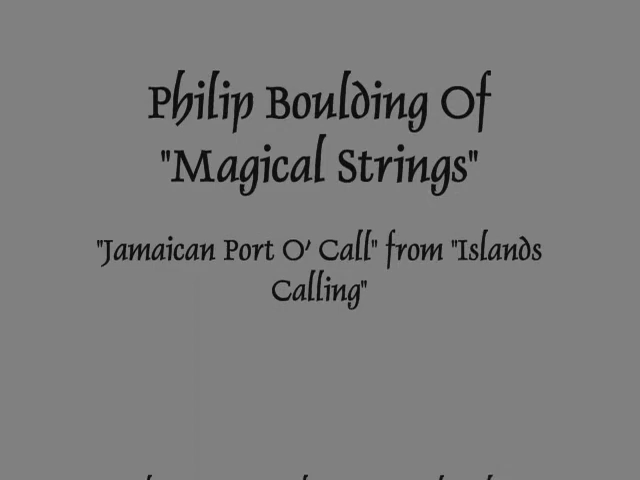 Philip Boulding Of
"Magical Strings"
"Jamaican Port O' Call" from "Islands
Calling"